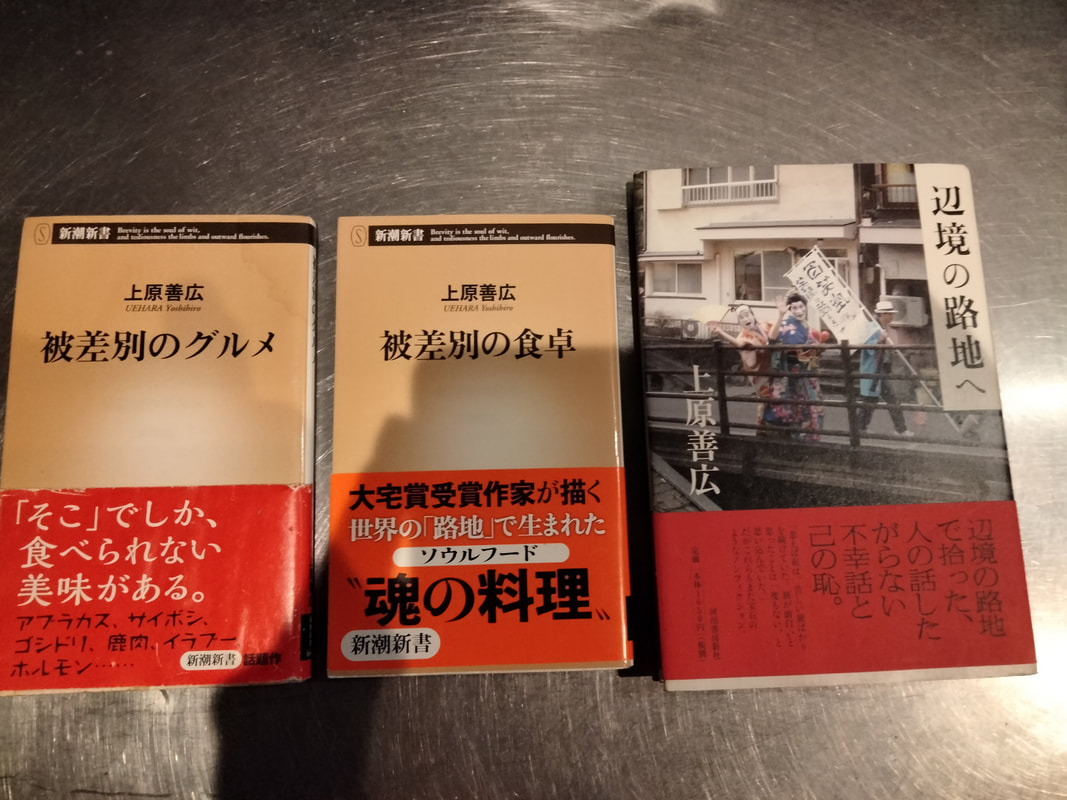 新潮新書
Brevity is the soul of wit,
and tediousness the limbs and outward flourishes.
上原善広
UEHARA Yoshihiro
被差別のグルメ
「そこ」でしか、
食べられない
美味がある。
アブラカス、サイボシ、
ゴシドリ、鹿肉、イラブー、
ホルモン……
新潮新書 話題作
新潮新書
Brevity is the soul of wit,
and tediousness the limbs and outward flourishes.
上原善広
UEHARA Yoshihiro
被差別の食卓
大宅賞受賞作家が描く
世界の「路地」で生まれた
ソウルフード
〝魂の料理〟
新潮新書
辺境の路地へ
上原善広
辺境の路地
で拾った、
人の話した
がらない
不幸話と
己の恥。
河出書房新社